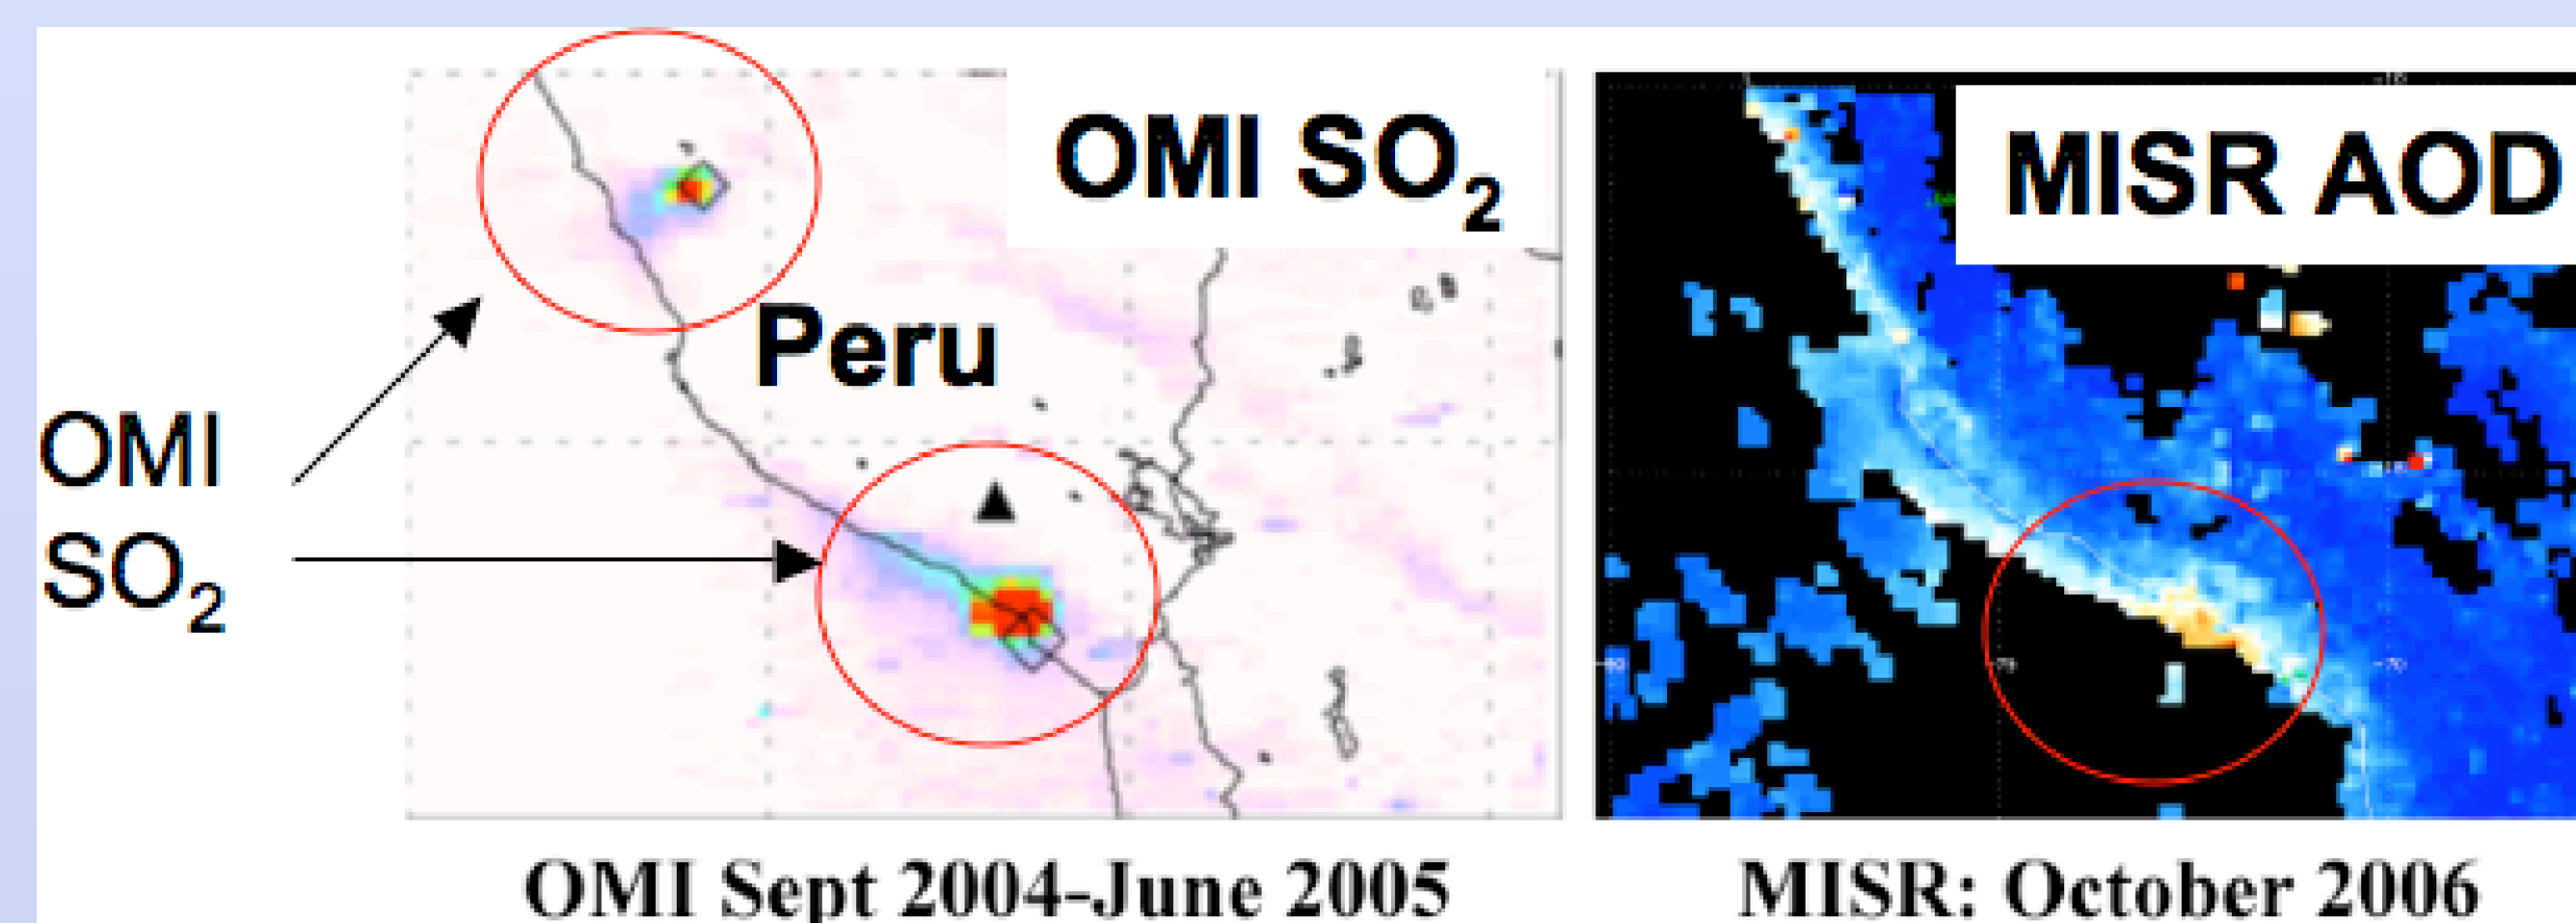 OMI SO2
MISR AOD
Peru
OMI
SO2
OMI Sept 2004-June 2005
MISR: October 2006